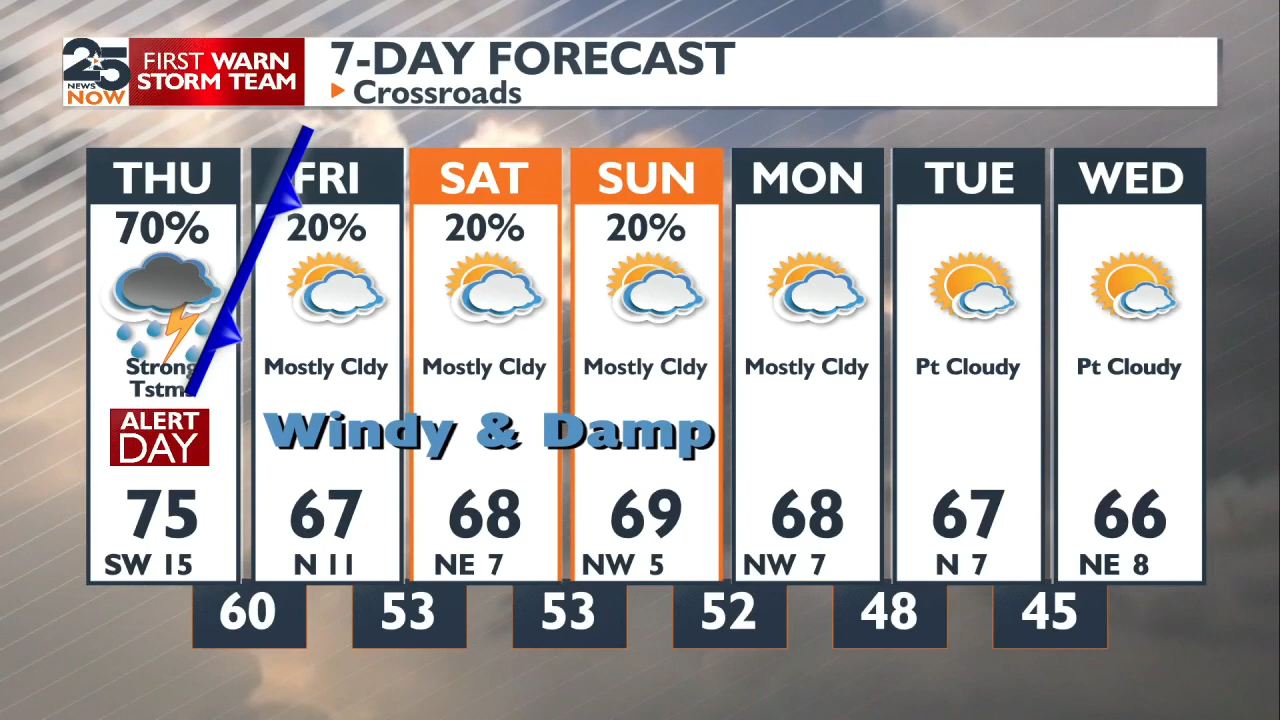 25
NEWS
NOW
FIRST WARN
STORM TEAM
7-DAY FORECAST
Crossroads
THU
70%
Strong
Tstms
ALERT
DAY
75
SW 15
FRI
20%
Mostly Cldy
67
N 11
SAT
20%
Mostly Cldy
68
NE 7
SUN
20%
Mostly Cldy
69
NW 5
MON
Mostly Cldy
68
NW 7
TUE
Pt Cloudy
67
N 7
WED
Pt Cloudy
66
NE 8
Windy & Damp
60
53
53
52
48
45